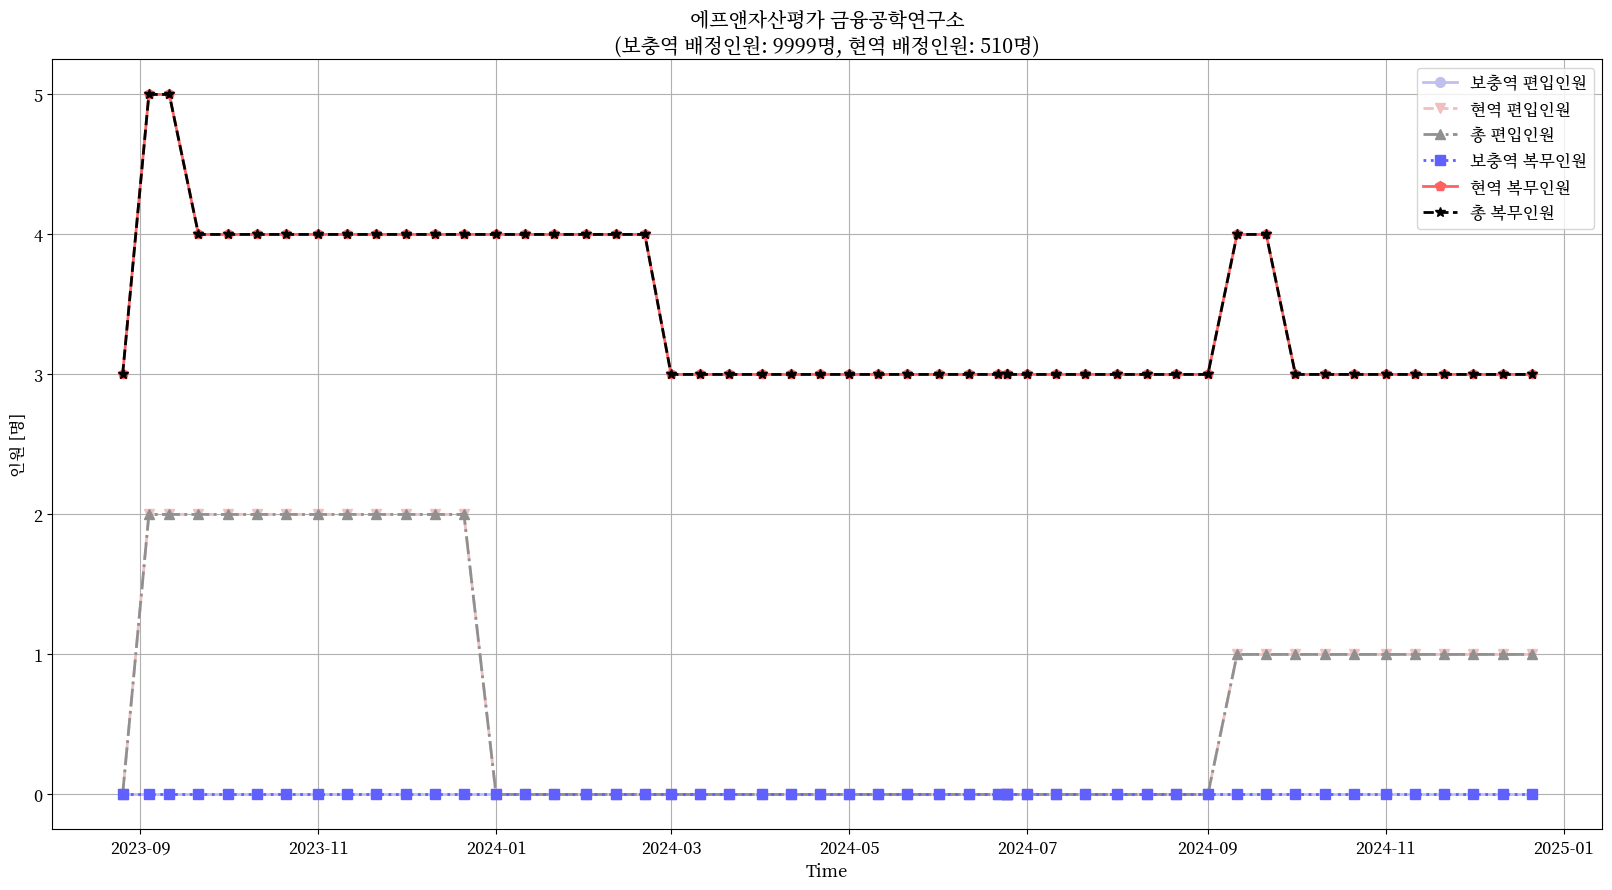 에프앤자산평가 금융공학연구소
(보충역 배정인원: 9999명, 현역 배정인원: 510명)
보충역 편입인원
현역 편입인원
총 편입인원
보충역 복무인원
현역 복무인원
총 복무인원
인원 [명]
5
4
3
2
1
0
2023-09
2023-11
2024-01
2024-03
2024-05
2024-07
2024-09
2024-11
2025-01
Time